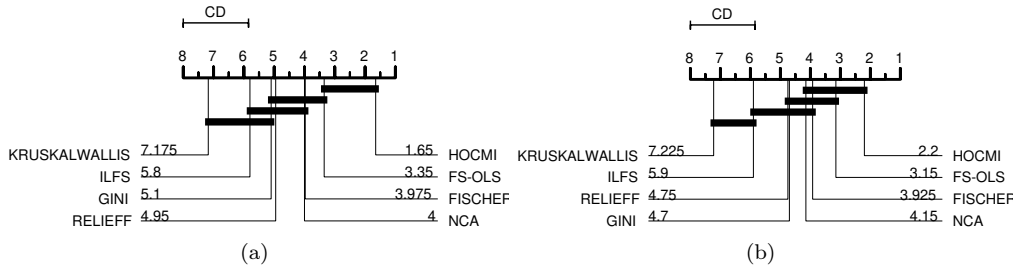 CD
8 7 6 5 4 3 2 1
KRUSKALWALLIS 7.175 1.65 HOCMI
ILFS 5.8 3.35 FS-OLS
GINI 5.1 3.975 FISCHER
RELIEFF 4.95 4 NCA
(a)
CD
8 7 6 5 4 3 2 1
KRUSKALWALLIS 7.225 2.2 HOCMI
ILFS 5.9 3.15 FS-OLS
RELIEFF 4.75 3.925 FISCHER
GINI 4.7 4.15 NCA
(b)